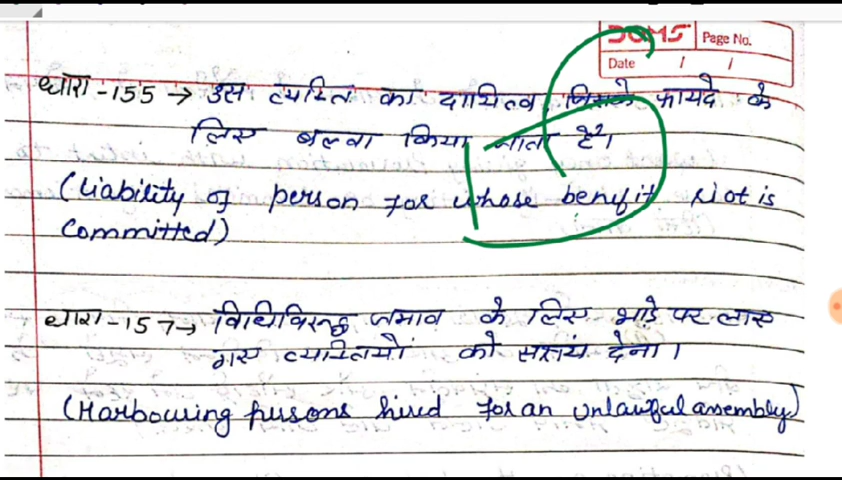 DOMS
Page No.
Date / /
धारा -155 → उस व्यक्ति का दायित्व जिसके फायदे के
लिए बलवा किया जाता है।
(Liability of person for whose benefit riot is
committed)
धारा -157→ विधिविरुद्ध जमाव के लिए भाड़े पर लाए
गए व्यक्तियों को संश्रय देना।
(Harbouring persons hired for an unlawful assembly)